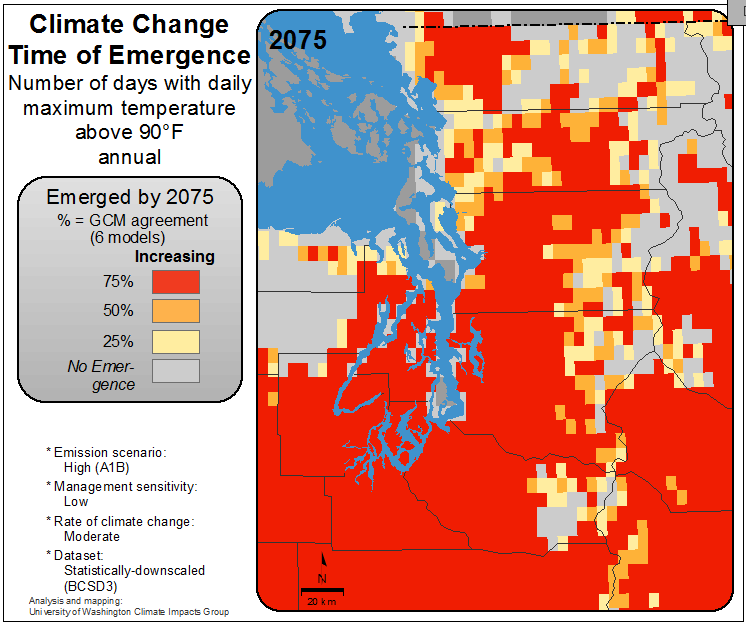 Climate Change
Time of Emergence
Number of days with daily
maximum temperature
above 90°F
annual
2075
Emerged by 2075
% = GCM agreement
(6 models)
Increasing
75%
50%
25%
No Emer-
gence
* Emission scenario:
High (A1B)
* Management sensitivity:
Low
* Rate of climate change:
Moderate
* Dataset:
Statistically-downscaled
(BCSD3)
Analysis and mapping:
University of Washington Climate Impacts Group
N
20 km